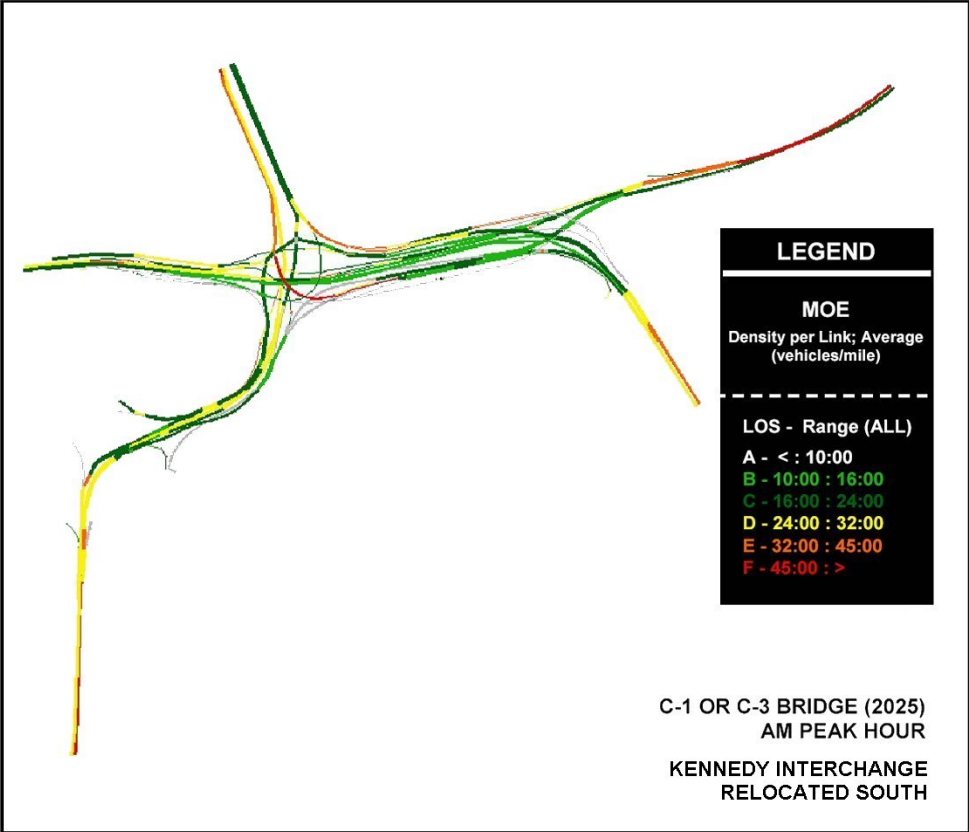 LEGEND
MOE
Density per Link; Average
(vehicles/mile)
LOS - Range (ALL)
A - < : 10:00
B - 10:00 : 16:00
C - 16:00 : 24:00
D - 24:00 : 32:00
E - 32:00 : 45:00
F - 45:00 : >
C-1 OR C-3 BRIDGE (2025)
AM PEAK HOUR
KENNEDY INTERCHANGE
RELOCATED SOUTH